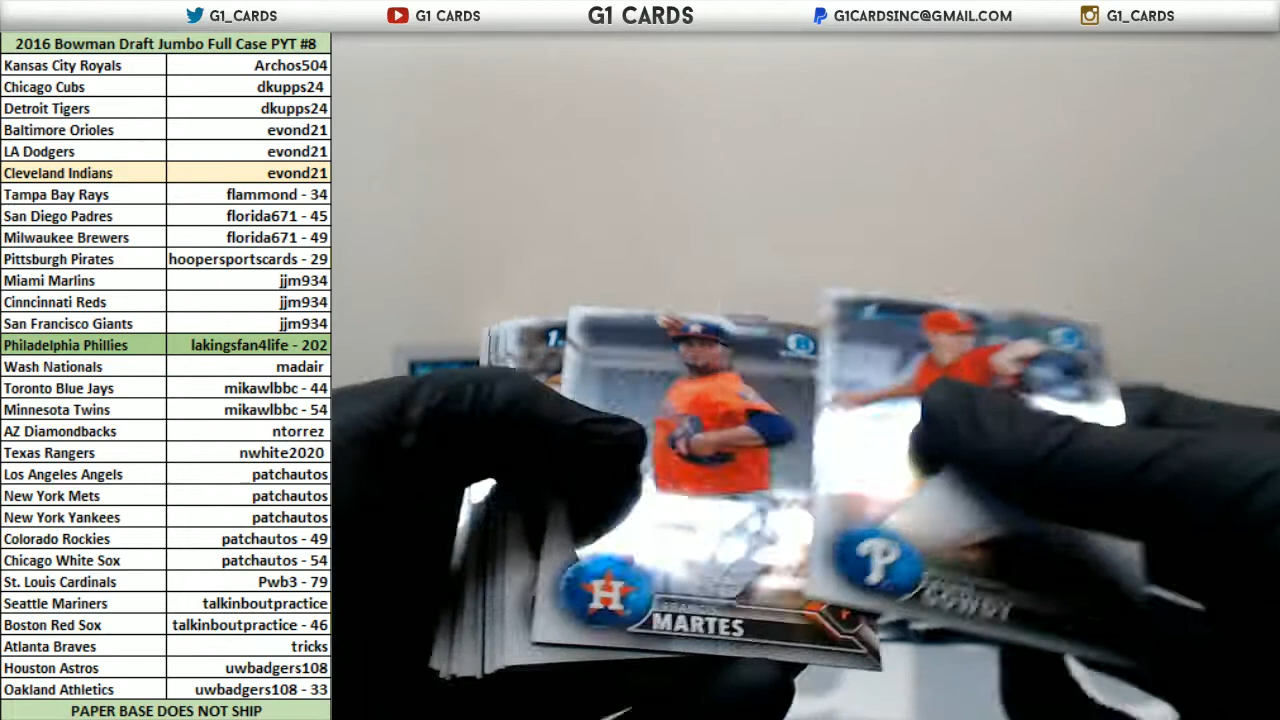 G1_CARDS G1 CARDS G1 CARDS G1CARDSINC@GMAIL.COM G1_CARDS
2016 Bowman Draft Jumbo Full Case PYT #8
Kansas City Royals Archos504
Chicago Cubs dkupps24
Detroit Tigers dkupps24
Baltimore Orioles evond21
LA Dodgers evond21
Cleveland Indians evond21
Tampa Bay Rays flammond - 34
San Diego Padres florida671 - 45
Milwaukee Brewers florida671 - 49
Pittsburgh Pirates hoopersportscards - 29
Miami Marlins jjm934
Cinncinnati Reds jjm934
San Francisco Giants jjm934
Philadelphia Phillies lakingsfan4life - 202
Wash Nationals madair
Toronto Blue Jays mikawlbbc - 44
Minnesota Twins mikawlbbc - 54
AZ Diamondbacks ntorrez
Texas Rangers nwhite2020
Los Angeles Angels patchautos
New York Mets patchautos
New York Yankees patchautos
Colorado Rockies patchautos - 49
Chicago White Sox patchautos - 54
St. Louis Cardinals Pwb3 - 79
Seattle Mariners talkinboutpractice
Boston Red Sox talkinboutpractice - 46
Atlanta Braves tricks
Houston Astros uwbadgers108
Oakland Athletics uwbadgers108 - 33
PAPER BASE DOES NOT SHIP
H
MARTES
P